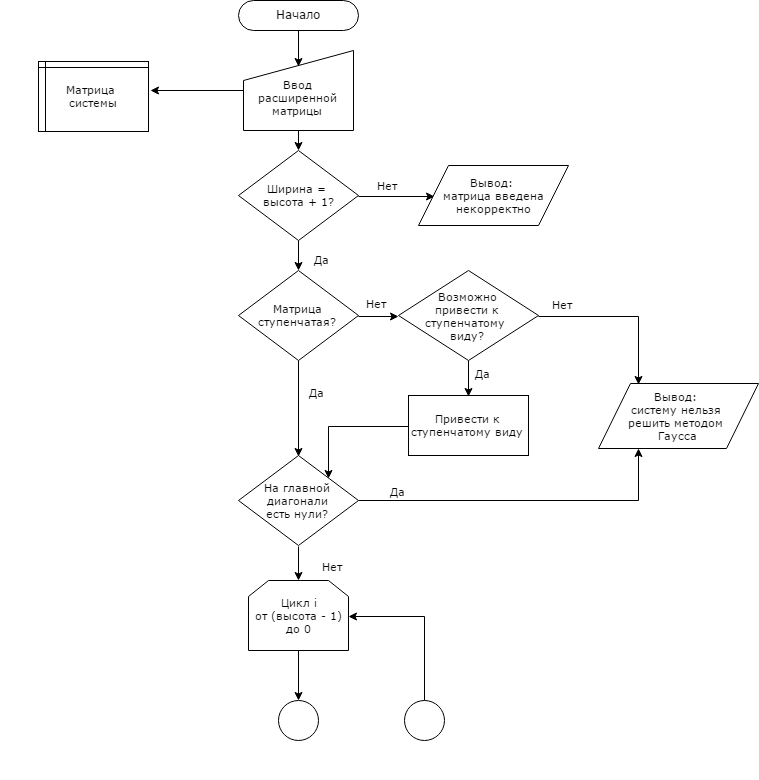 Начало
Ввод
расширенной
матрицы
Матрица
системы
Ширина =
высота + 1?
Нет
Вывод:
матрица введена
некорректно
Да
Матрица
ступенчатая?
Нет
Возможно
привести к
ступенчатому
виду?
Нет
Да
Да
Привести к
ступенчатому виду
Вывод:
систему нельзя
решить методом
Гаусса
На главной
диагонали
есть нули?
Да
Нет
Цикл i
от (высота - 1)
до 0